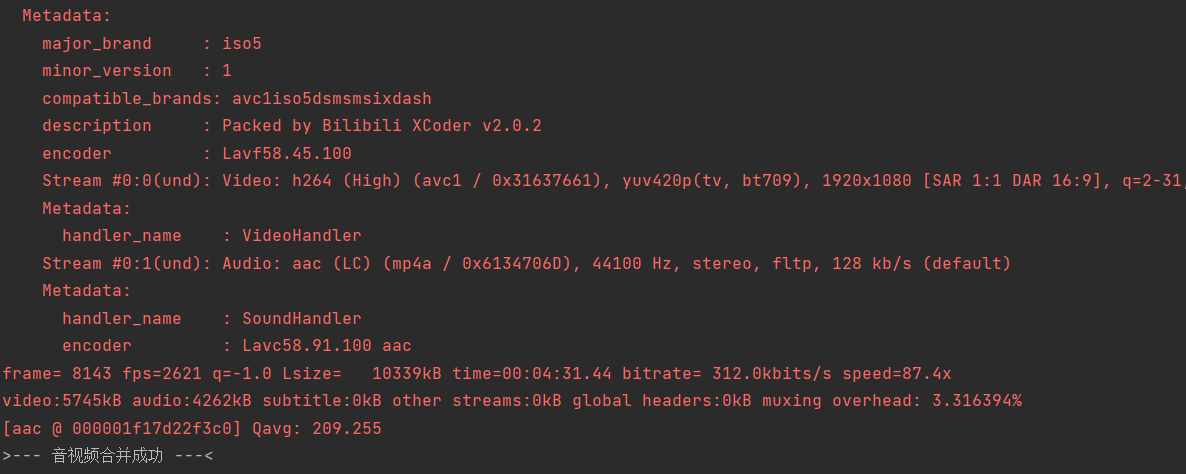 Metadata:
major_brand     : iso5
minor_version   : 1
compatible_brands: avc1iso5dsmsmsixdash
description     : Packed by Bilibili XCoder v2.0.2
encoder         : Lavf58.45.100
Stream #0:0(und): Video: h264 (High) (avc1 / 0x31637661), yuv420p(tv, bt709), 1920x1080 [SAR 1:1 DAR 16:9], q=2-31,
Metadata:
handler_name    : VideoHandler
Stream #0:1(und): Audio: aac (LC) (mp4a / 0x6134706D), 44100 Hz, stereo, fltp, 128 kb/s (default)
Metadata:
handler_name    : SoundHandler
encoder         : Lavc58.91.100 aac
frame= 8143 fps=2621 q=-1.0 Lsize=   10339kB time=00:04:31.44 bitrate= 312.0kbits/s speed=87.4x
video:5745kB audio:4262kB subtitle:0kB other streams:0kB global headers:0kB muxing overhead: 3.316394%
[aac @ 000001f17d22f3c0] Qavg: 209.255
>--- 音视频合并成功 ---<